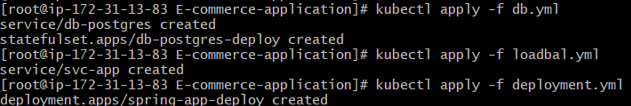 [root@ip-172-31-13-83 E-commerce-application]# kubectl apply -f db.yml
service/db-postgres created
statefulset.apps/db-postgres-deploy created
[root@ip-172-31-13-83 E-commerce-application]# kubectl apply -f loadbal.yml
service/svc-app created
[root@ip-172-31-13-83 E-commerce-application]# kubectl apply -f deployment.yml
deployment.apps/spring-app-deploy created